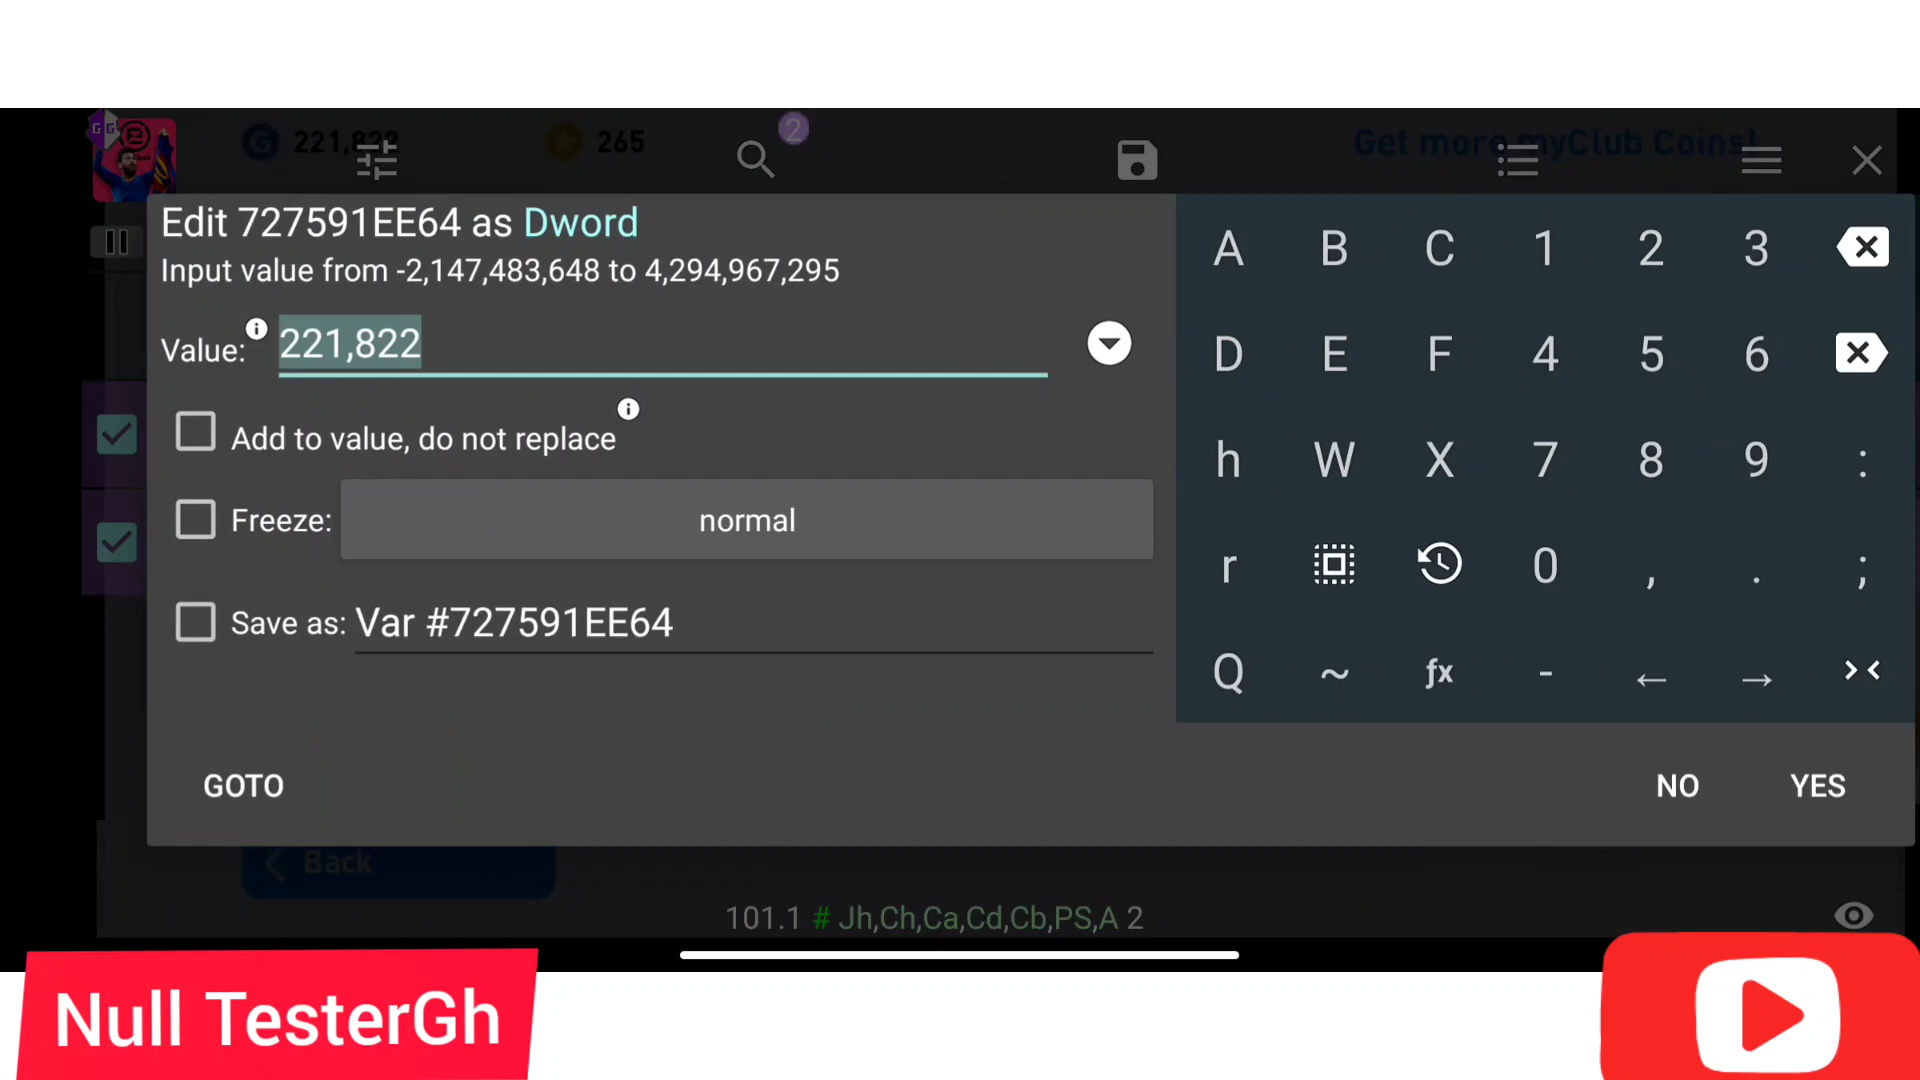 221,822
265
2
Get more myClub Coins!
Edit 727591EE64 as Dword
Input value from -2,147,483,648 to 4,294,967,295
Value: 221,822
Add to value, do not replace
Freeze: normal
Save as: Var #727591EE64
GOTO
NO YES
A B C 1 2 3
D E F 4 5 6
h W X 7 8 9 :
r 0 , . ;
Q ~ ƒx - ← → ><
Back
101.1 # Jh,Ch,Ca,Cd,Cb,PS,A 2
Null TesterGh